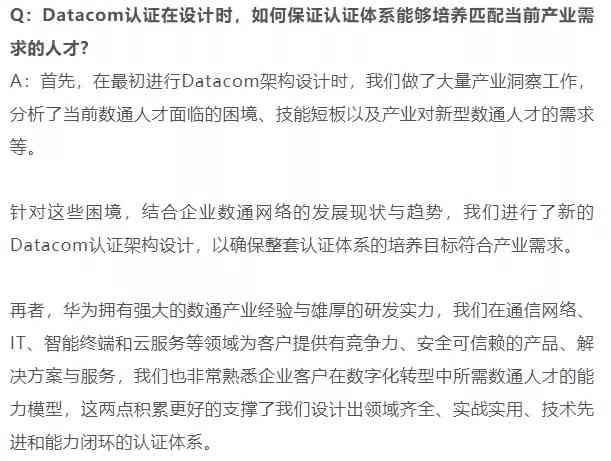 Q：Datacom认证在设计时，如何保证认证体系能够培养匹配当前产业需
求的人才？
A：首先，在最初进行Datacom架构设计时，我们做了大量产业洞察工作，
分析了当前数通人才面临的困境、技能短板以及产业对新型数通人才的需求
等。
针对这些困境，结合企业数通网络的发展现状与趋势，我们进行了新的
Datacom认证架构设计，以确保整套认证体系的培养目标符合产业需求。
再者，华为拥有强大的数通产业经验与雄厚的研发实力，我们在通信网络、
IT、智能终端和云服务等领域为客户提供有竞争力、安全可信赖的产品、解
决方案与服务，我们也非常熟悉企业客户在数字化转型中所需数通人才的能
力模型，这两点积累更好的支撑了我们设计出领域齐全、实战实用、技术先
进和能力闭环的认证体系。